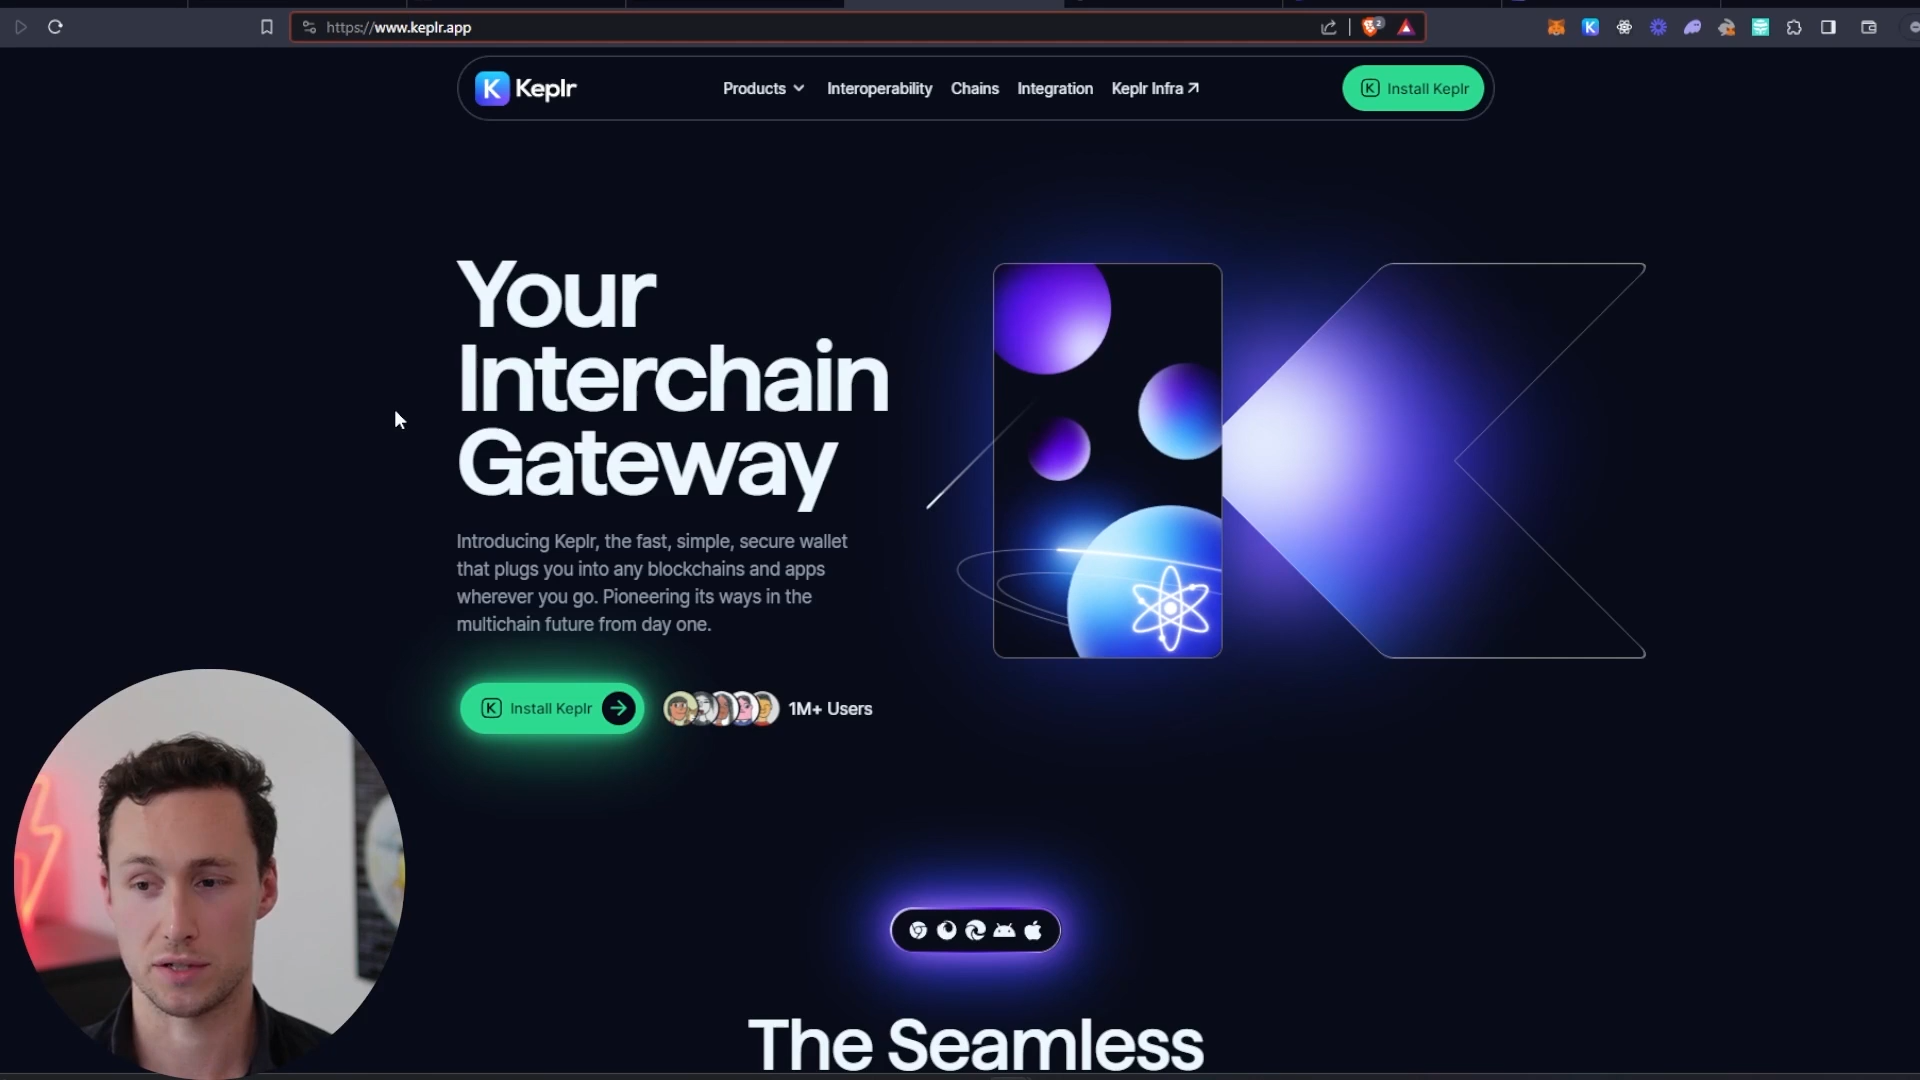 https://www.keplr.app
2
K
K Keplr
Products
Interoperability
Chains
Integration
Keplr Infra
K Install Keplr
Your
Interchain
Gateway
Introducing Keplr, the fast, simple, secure wallet
that plugs you into any blockchains and apps
wherever you go. Pioneering its ways in the
multichain future from day one.
K Install Keplr
1M+ Users
The Seamless